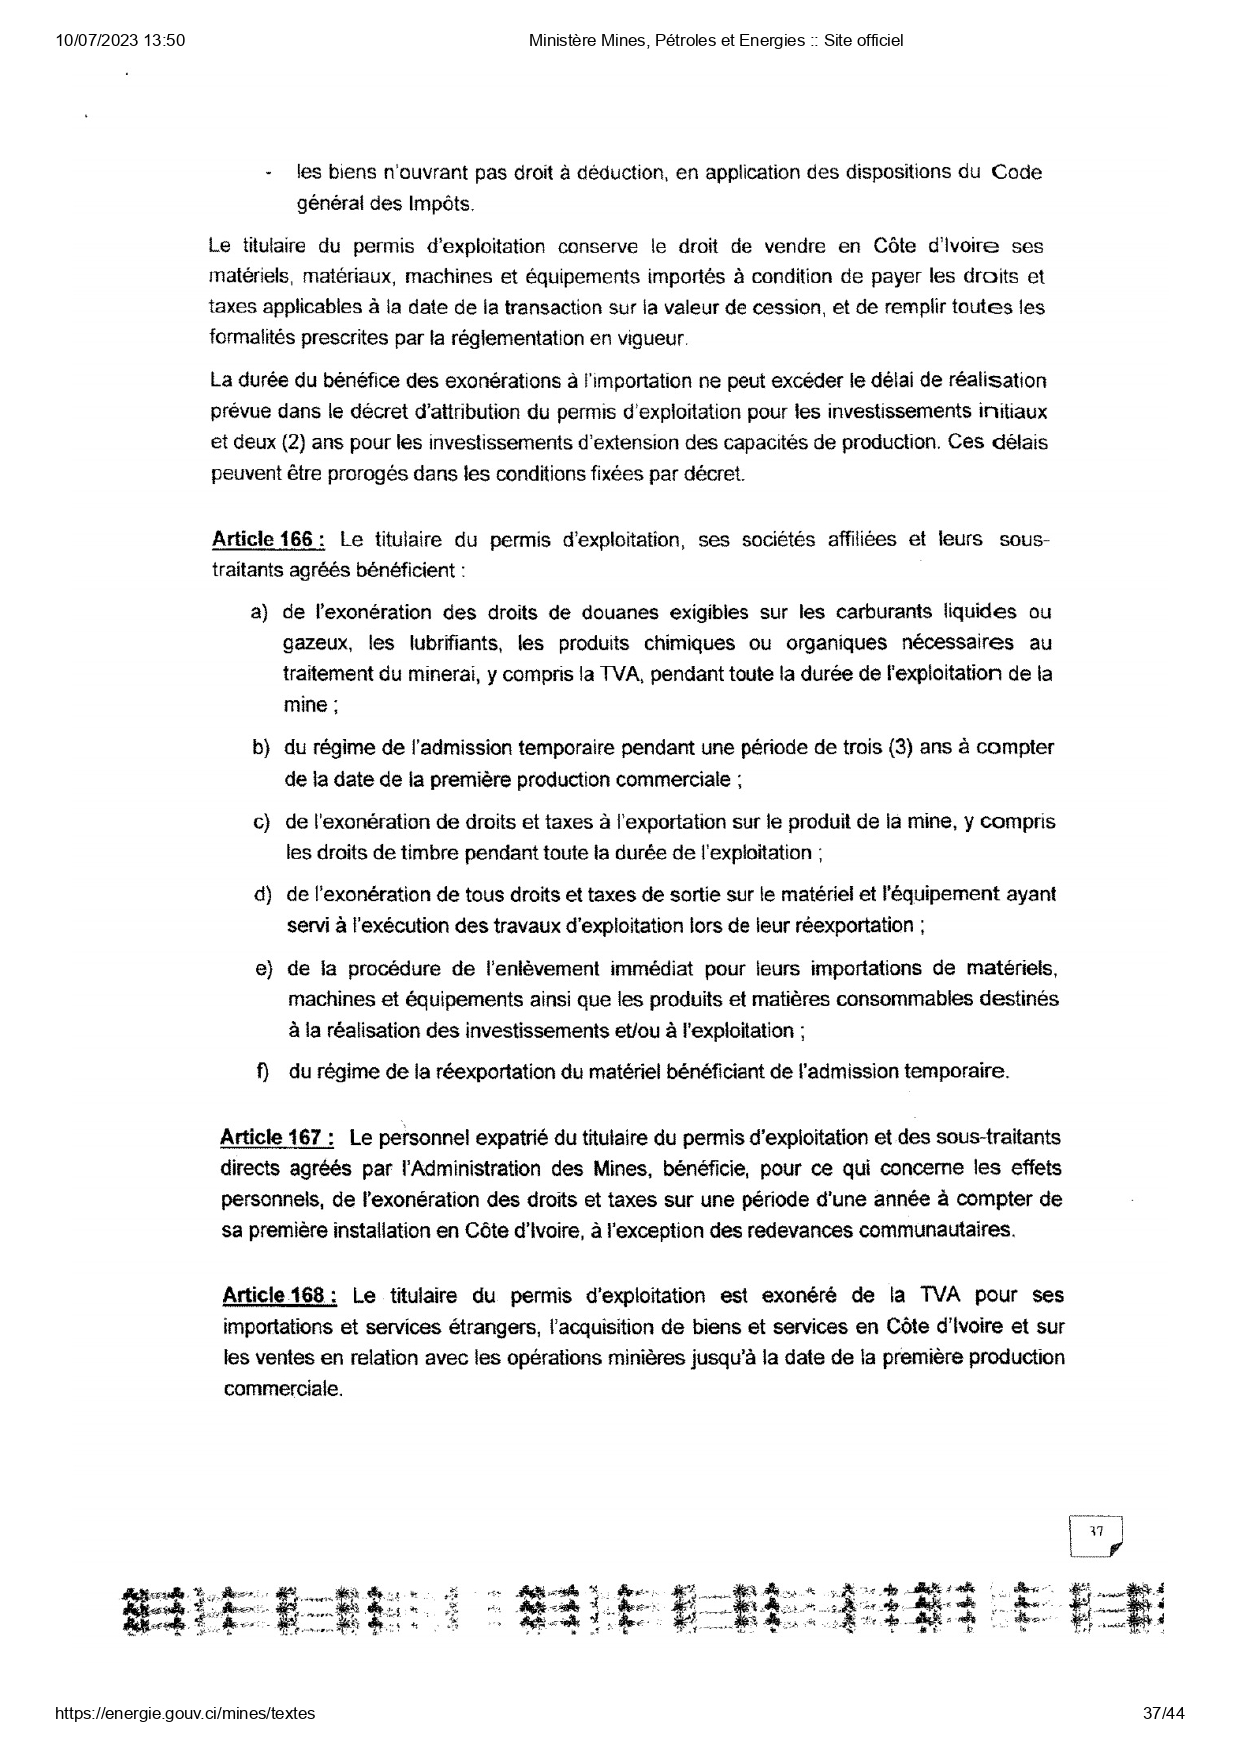 10/07/2023 13:50
Ministère Mines, Pétroles et Energies :: Site officiel
- les biens n'ouvrant pas droit à déduction, en application des dispositions du Code
général des Impôts.
Le titulaire du permis d'exploitation conserve le droit de vendre en Côte d'Ivoire ses
matériels, matériaux, machines et équipements importés à condition de payer les droits et
taxes applicables à la date de la transaction sur la valeur de cession, et de remplir toutes les
formalités prescrites par la réglementation en vigueur.
La durée du bénéfice des exonérations à l'importation ne peut excéder le délai de réalisation
prévue dans le décret d'attribution du permis d'exploitation pour les investissements initiaux
et deux (2) ans pour les investissements d'extension des capacités de production. Ces délais
peuvent être prorogés dans les conditions fixées par décret.
Article 166 : Le titulaire du permis d'exploitation, ses sociétés affiliées et leurs sous-
traitants agréés bénéficient :
a) de l'exonération des droits de douanes exigibles sur les carburants liquides ou
gazeux, les lubrifiants, les produits chimiques ou organiques nécessaires au
traitement du minerai, y compris la TVA, pendant toute la durée de l'exploitation de la
mine ;
b) du régime de l'admission temporaire pendant une période de trois (3) ans à compter
de la date de la première production commerciale ;
c) de l'exonération de droits et taxes à l'exportation sur le produit de la mine, y compris
les droits de timbre pendant toute la durée de l'exploitation ;
d) de l'exonération de tous droits et taxes de sortie sur le matériel et l'équipement ayant
servi à l'exécution des travaux d'exploitation lors de leur réexportation ;
e) de la procédure de l'enlèvement immédiat pour leurs importations de matériels,
machines et équipements ainsi que les produits et matières consommables destinés
à la réalisation des investissements et/ou à l'exploitation ;
f) du régime de la réexportation du matériel bénéficiant de l'admission temporaire.
Article 167 : Le personnel expatrié du titulaire du permis d'exploitation et des sous-traitants
directs agréés par l'Administration des Mines, bénéficie, pour ce qui concerne les effets
personnels, de l'exonération des droits et taxes sur une période d'une année à compter de
sa première installation en Côte d'Ivoire, à l'exception des redevances communautaires.
Article 168 : Le titulaire du permis d'exploitation est exonéré de la TVA pour ses
importations et services étrangers, l'acquisition de biens et services en Côte d'Ivoire et sur
les ventes en relation avec les opérations minières jusqu'à la date de la première production
commerciale.
37
https://energie.gouv.ci/mines/textes
37/44